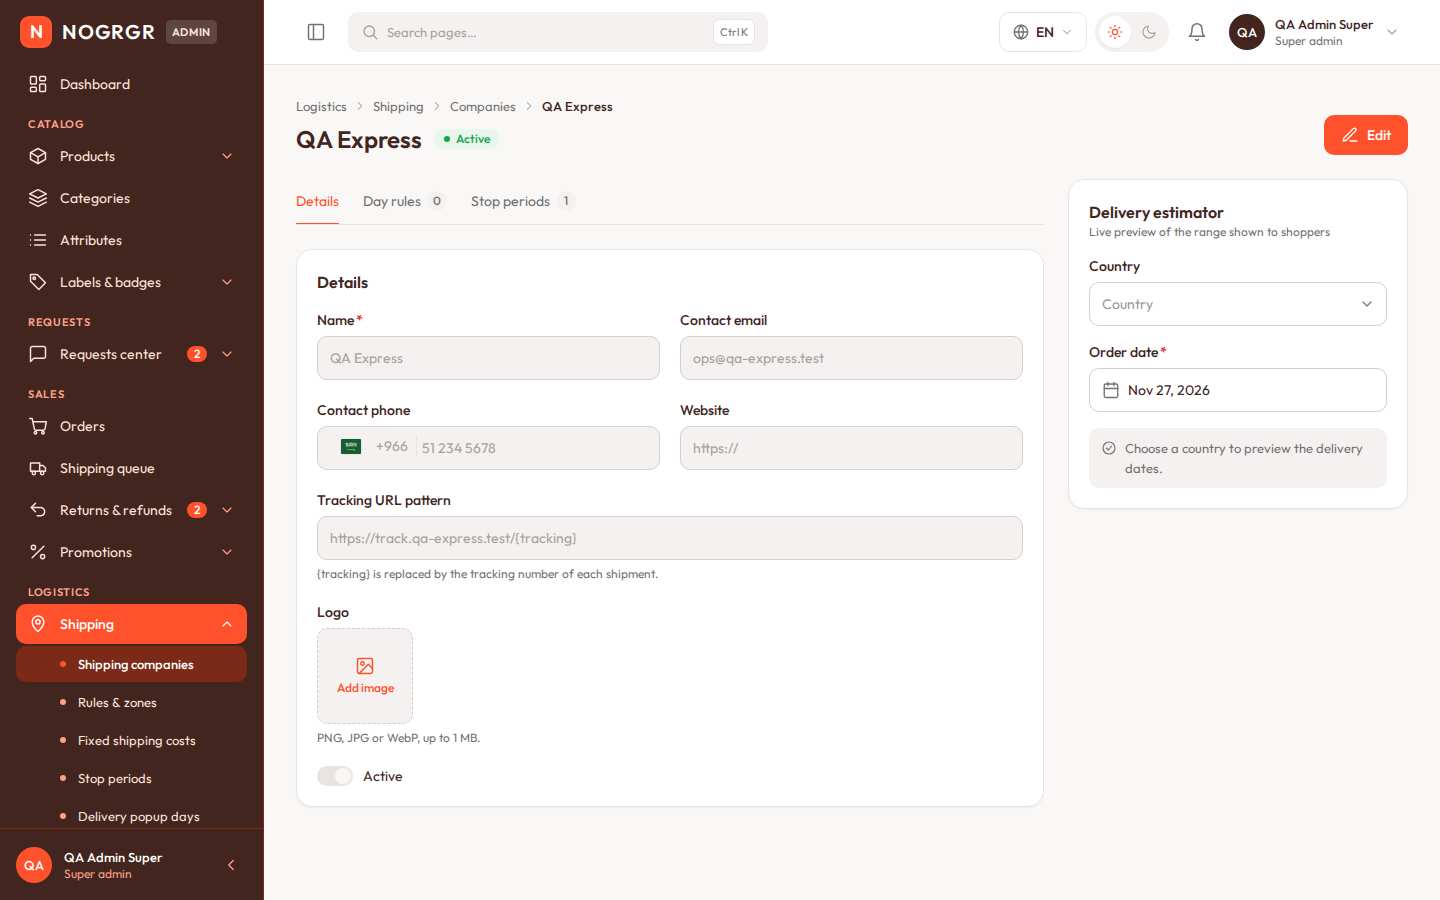 N NOGRGR ADMIN
Search pages...
Ctrl K
EN
QA
QA Admin Super
Super admin
Dashboard
CATALOG
Products
Categories
Attributes
Labels & badges
REQUESTS
Requests center 2
SALES
Orders
Shipping queue
Returns & refunds 2
Promotions
LOGISTICS
Shipping
Shipping companies
Rules & zones
Fixed shipping costs
Stop periods
Delivery popup days
QA
QA Admin Super
Super admin
Logistics > Shipping > Companies > QA Express
QA Express
Active
Edit
Details
Day rules 0
Stop periods 1
Details
Name*
QA Express
Contact email
ops@qa-express.test
Contact phone
+966 51 234 5678
Website
https://
Tracking URL pattern
https://track.qa-express.test/{tracking}
{tracking} is replaced by the tracking number of each shipment.
Logo
Add image
PNG, JPG or WebP, up to 1 MB.
Active
Delivery estimator
Live preview of the range shown to shoppers
Country
Country
Order date*
Nov 27, 2026
Choose a country to preview the delivery
dates.